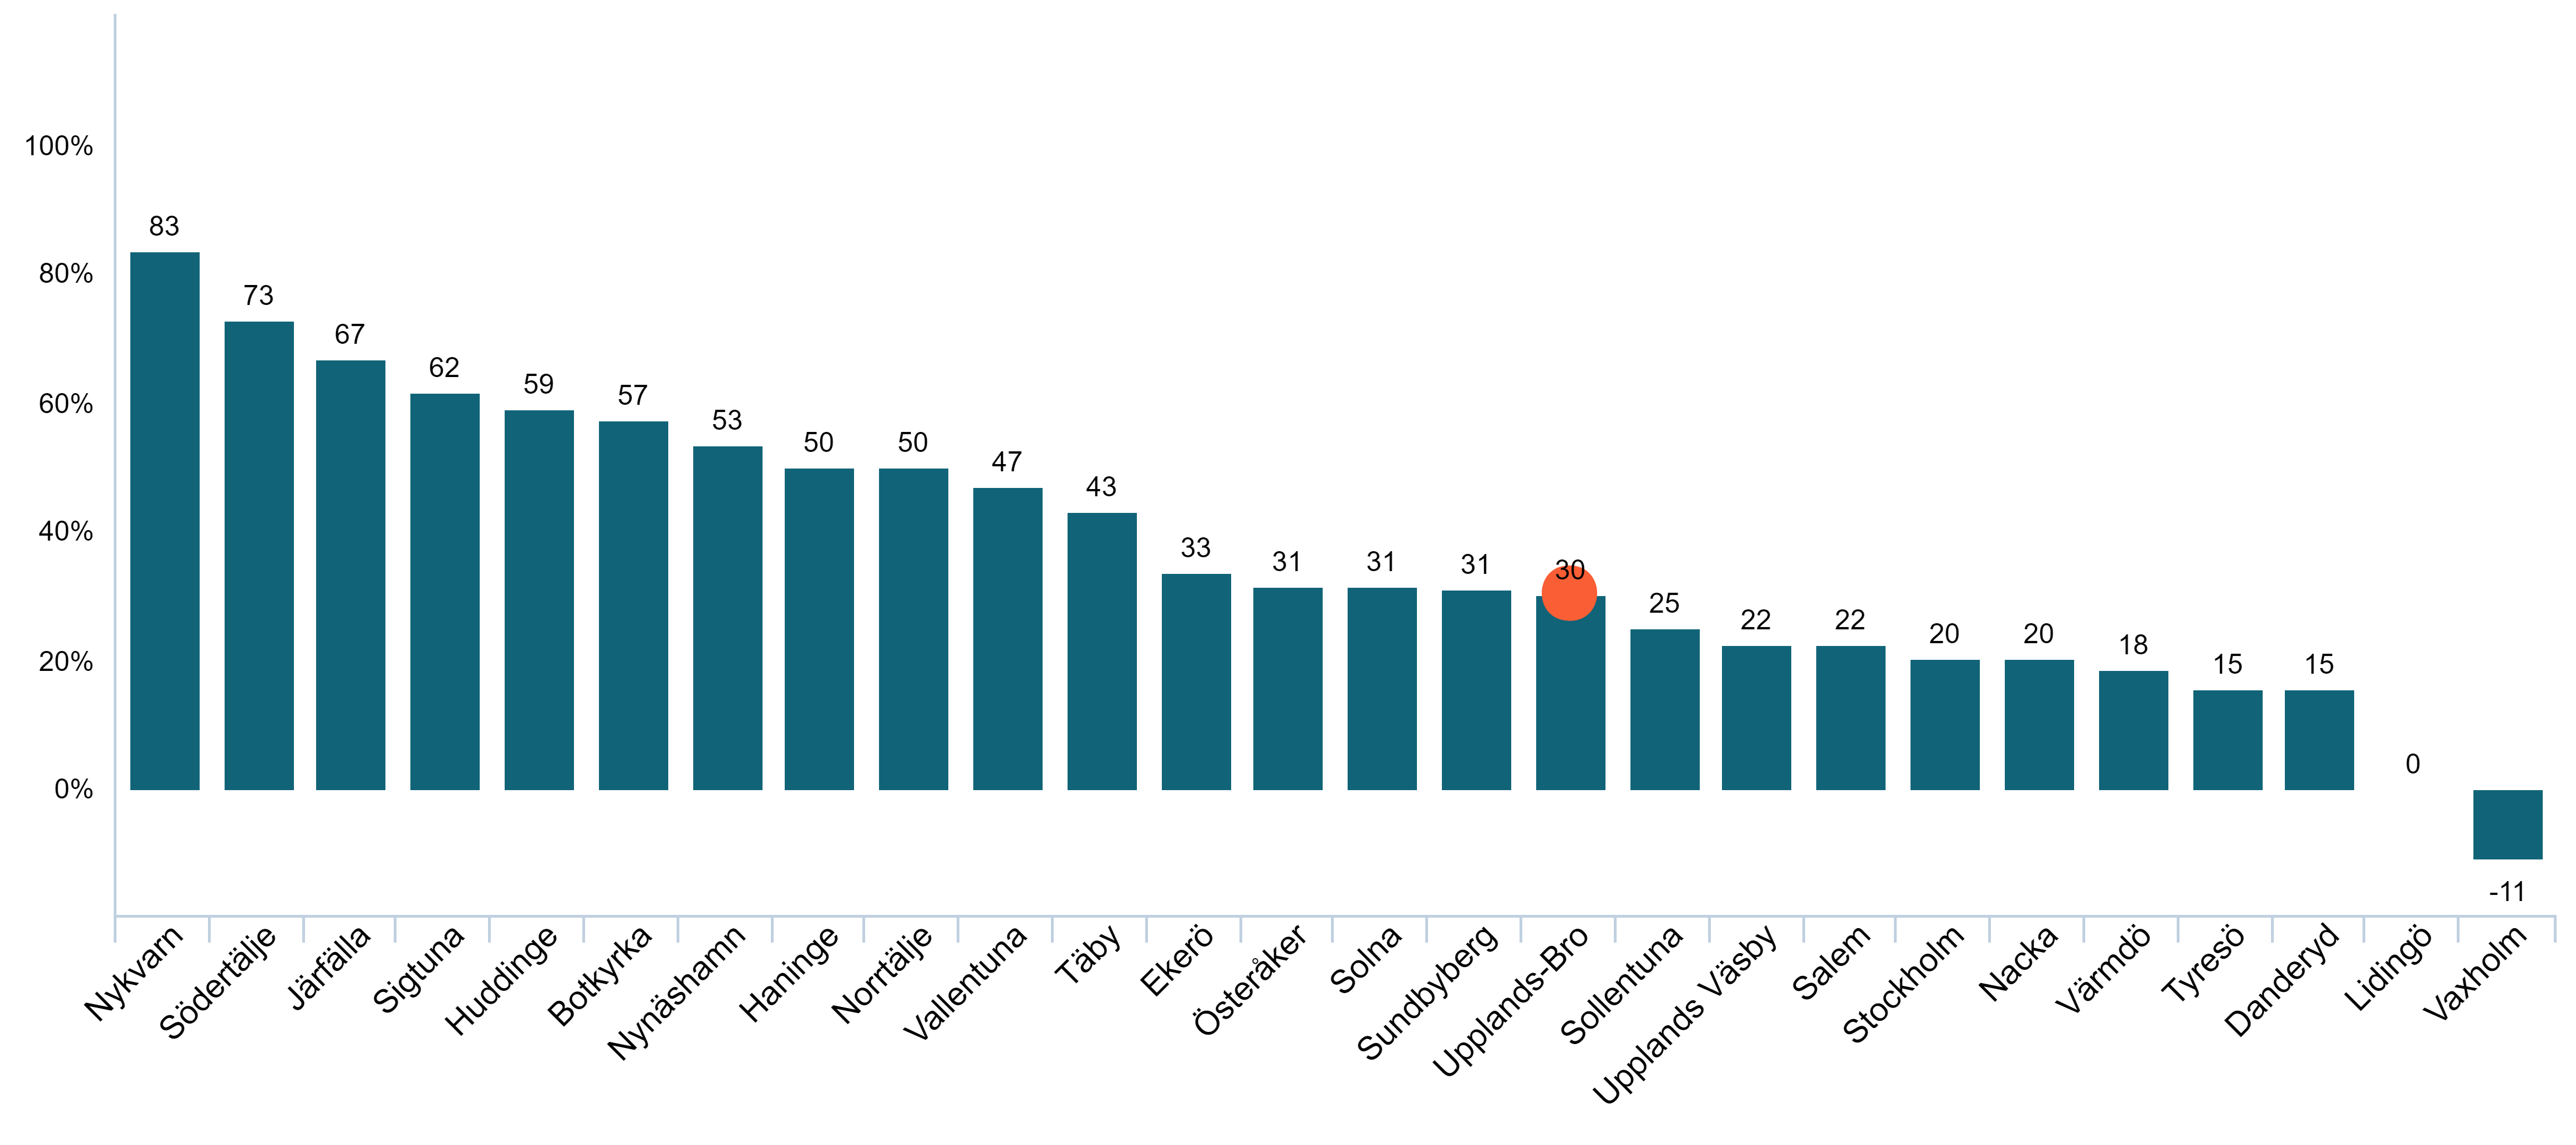 100%
80%
60%
40%
20%
0%
83
73
67
62
59
57
53
50
50
47
43
33
31
31
31
30
25
22
22
20
20
18
15
15
0
-11
Nykvarn
Södertälje
Järfälla
Sigtuna
Huddinge
Botkyrka
Nynäshamn
Haninge
Norrtälje
Vallentuna
Täby
Ekerö
Österåker
Solna
Sundbyberg
Upplands-Bro
Sollentuna
Upplands Väsby
Salem
Stockholm
Nacka
Värmdö
Tyresö
Danderyd
Lidingö
Vaxholm